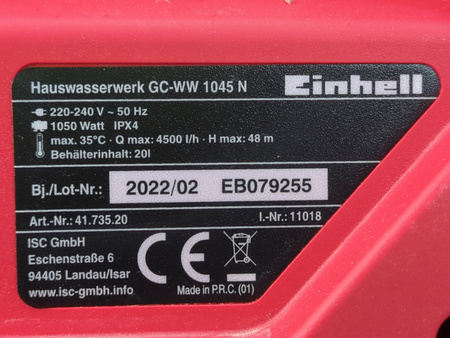 Hauswasserwerk GC-WW 1045 N
Einhell
220-240 V ~ 50 Hz
1050 Watt IPX4
max. 35°C · Q max: 4500 l/h · H max: 48 m
Behälterinhalt: 20l
Bj./Lot-Nr.: 2022/02 EB079255
Art.-Nr.: 41.735.20 I.-Nr.: 11018
ISC GmbH
Eschenstraße 6
94405 Landau/Isar
www.isc-gmbh.info
CE
Made in P.R.C. (01)